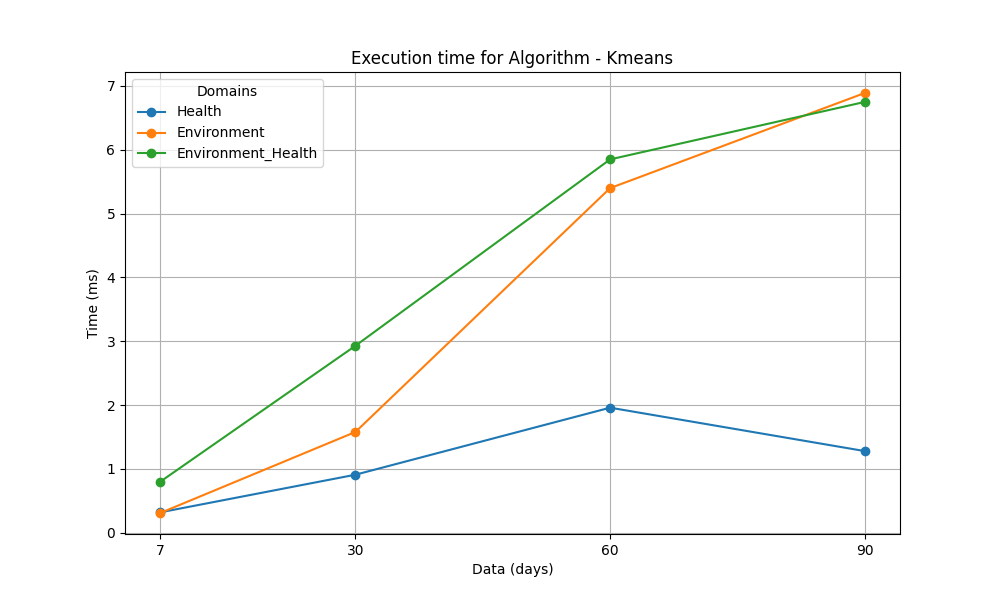 Execution time for Algorithm - Kmeans
Domains
Health
Environment
Environment_Health
7
6
5
4
3
2
1
0
Time (ms)
7 30 60 90
Data (days)